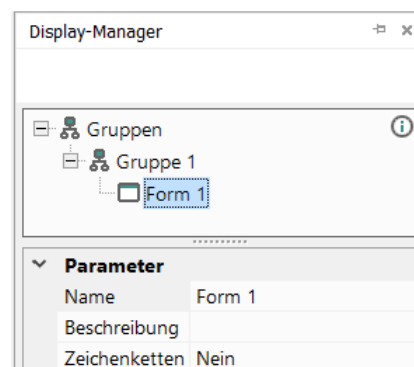 Display-Manager
Gruppen
Gruppe 1
Form 1
Parameter
Name Form 1
Beschreibung
Zeichenketten Nein